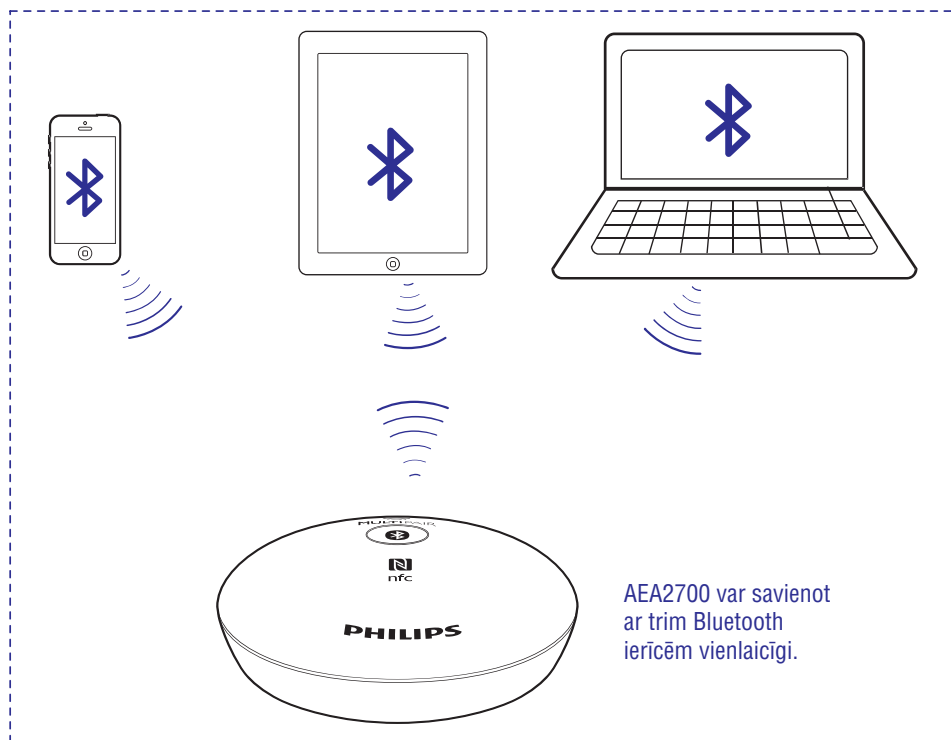 MULTIPAIR
nfc
PHILIPS
AEA2700 var savienot
ar trim Bluetooth
ierīcēm vienlaicīgi.